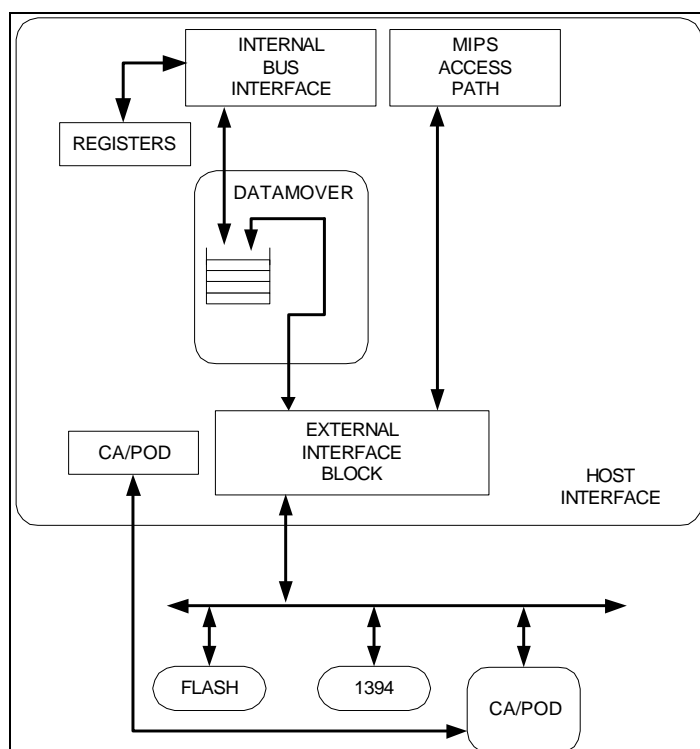 INTERNAL
BUS
INTERFACE
MIPS
ACCESS
PATH
REGISTERS
DATAMOVER
EXTERNAL
INTERFACE
BLOCK
CA/POD
HOST
INTERFACE
FLASH
1394
CA/POD